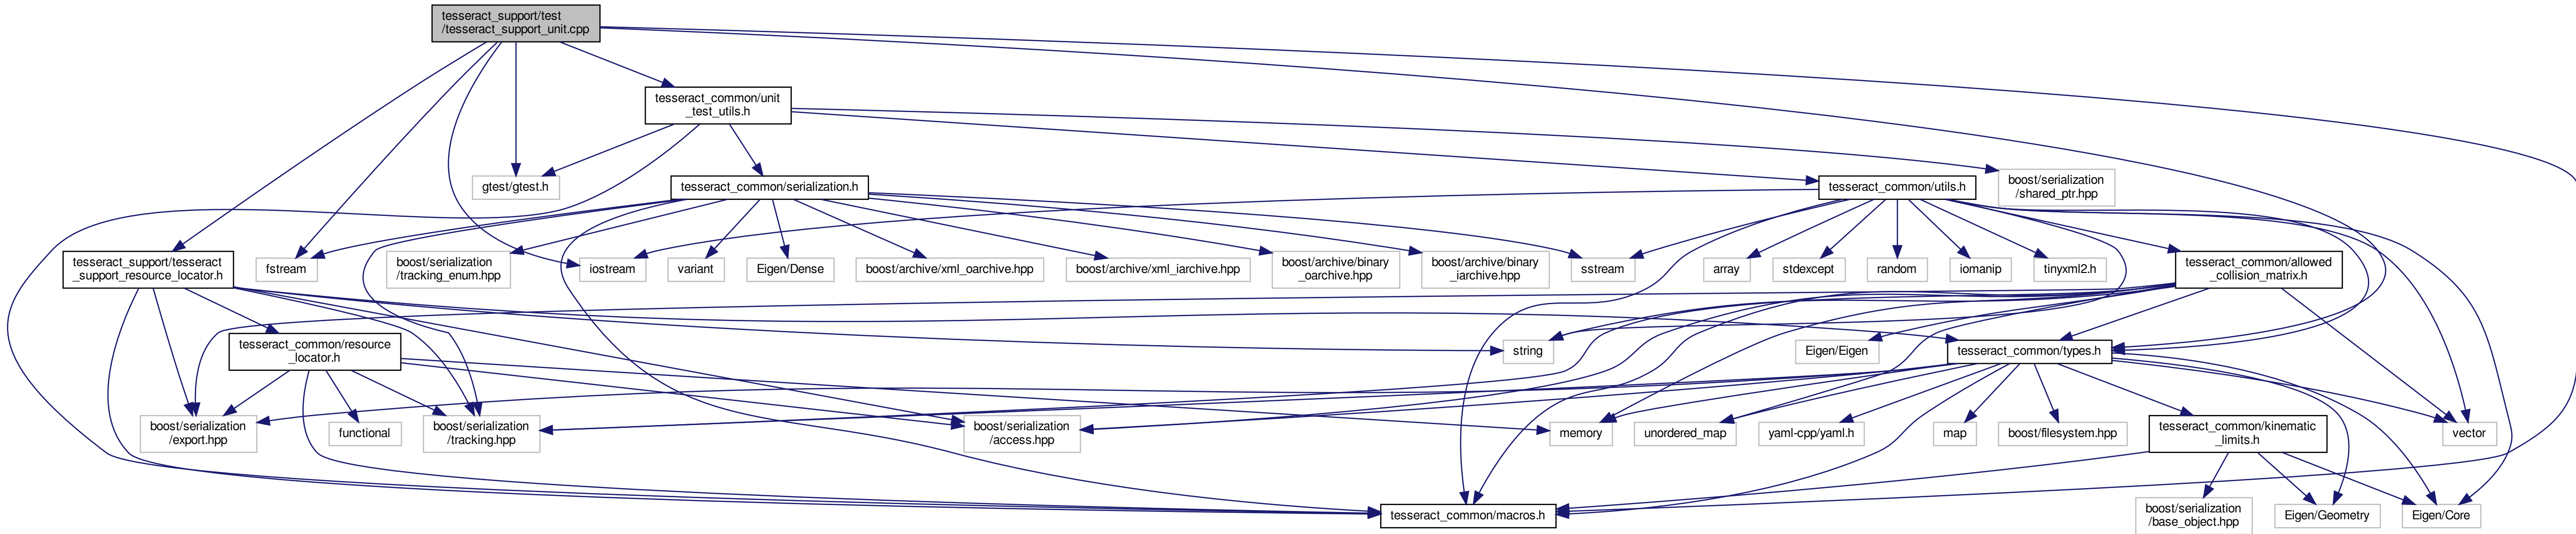 tesseract_support/test
/tesseract_support_unit.cpp
tesseract_common/unit
_test_utils.h
gtest/gtest.h
tesseract_common/serialization.h
tesseract_common/utils.h
boost/serialization
/shared_ptr.hpp
tesseract_support/tesseract
_support_resource_locator.h
fstream
boost/serialization
/tracking_enum.hpp
iostream
variant
Eigen/Dense
boost/archive/xml_oarchive.hpp
boost/archive/xml_iarchive.hpp
boost/archive/binary
_oarchive.hpp
boost/archive/binary
_iarchive.hpp
sstream
array
stdexcept
random
iomanip
tinyxml2.h
tesseract_common/allowed
_collision_matrix.h
tesseract_common/resource
_locator.h
string
Eigen/Eigen
tesseract_common/types.h
boost/serialization
/export.hpp
functional
boost/serialization
/tracking.hpp
boost/serialization
/access.hpp
memory
unordered_map
yaml-cpp/yaml.h
map
boost/filesystem.hpp
tesseract_common/kinematic
_limits.h
vector
tesseract_common/macros.h
boost/serialization
/base_object.hpp
Eigen/Geometry
Eigen/Core